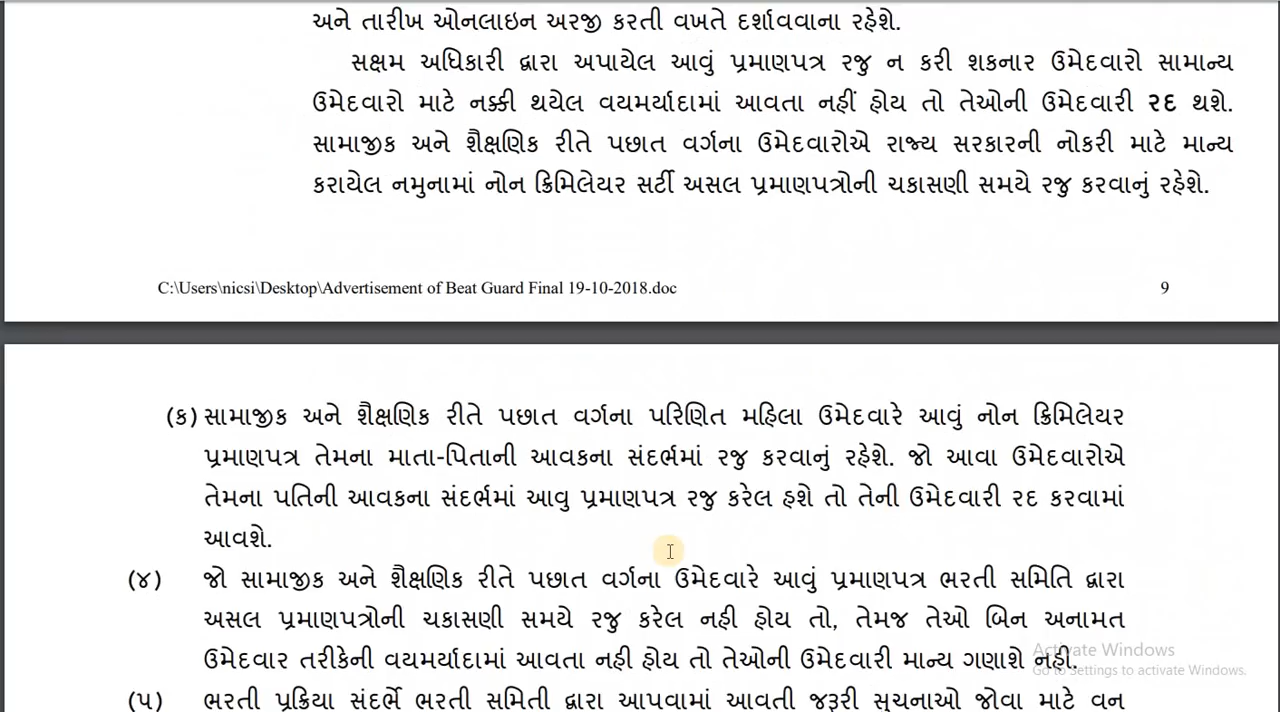 અને તારીખ ઓનલાઇન અરજી કરતી વખતે દર્શાવવાના રહેશે.
સક્ષમ અધિકારી દ્વારા અપાયેલ આવું પ્રમાણપત્ર રજુ ન કરી શકનાર ઉમેદવારો સામાન્ય
ઉમેદવારો માટે નક્કી થયેલ વયમર્યાદામાં આવતા નહીં હોય તો તેઓની ઉમેદવારી રદ થશે.
સામાજીક અને શૈક્ષણિક રીતે પછાત વર્ગના ઉમેદવારોએ રાજ્ય સરકારની નોકરી માટે માન્ય
કરાયેલ નમુનામાં નોન ક્રિમિલેયર સર્ટી અસલ પ્રમાણપત્રોની ચકાસણી સમયે રજુ કરવાનું રહેશે.
C:\Users\nicsi\Desktop\Advertisement of Beat Guard Final 19-10-2018.doc 9
(ક) સામાજીક અને શૈક્ષણિક રીતે પછાત વર્ગના પરિણિત મહિલા ઉમેદવારે આવું નોન ક્રિમિલેયર
પ્રમાણપત્ર તેમના માતા-પિતાની આવકના સંદર્ભમાં રજુ કરવાનું રહેશે. જો આવા ઉમેદવારોએ
તેમના પતિની આવકના સંદર્ભમાં આવુ પ્રમાણપત્ર રજુ કરેલ હશે તો તેની ઉમેદવારી રદ કરવામાં
આવશે.
(૪) જો સામાજીક અને શૈક્ષણિક રીતે પછાત વર્ગના ઉમેદવારે આવું પ્રમાણપત્ર ભરતી સમિતિ દ્વારા
અસલ પ્રમાણપત્રોની ચકાસણી સમયે રજુ કરેલ નહી હોય તો, તેમજ તેઓ બિન અનામત
ઉમેદવાર તરીકેની વયમર્યાદામાં આવતા નહી હોય તો તેઓની ઉમેદવારી માન્ય ગણાશે નહી.
Activate Windows
Go to Settings to activate Windows.
(૫) ભરતી પ્રક્રિયા સંદર્ભે ભરતી સમિતી દ્વારા આપવામાં આવતી જરૂરી સુચનાઓ જોવા માટે વન